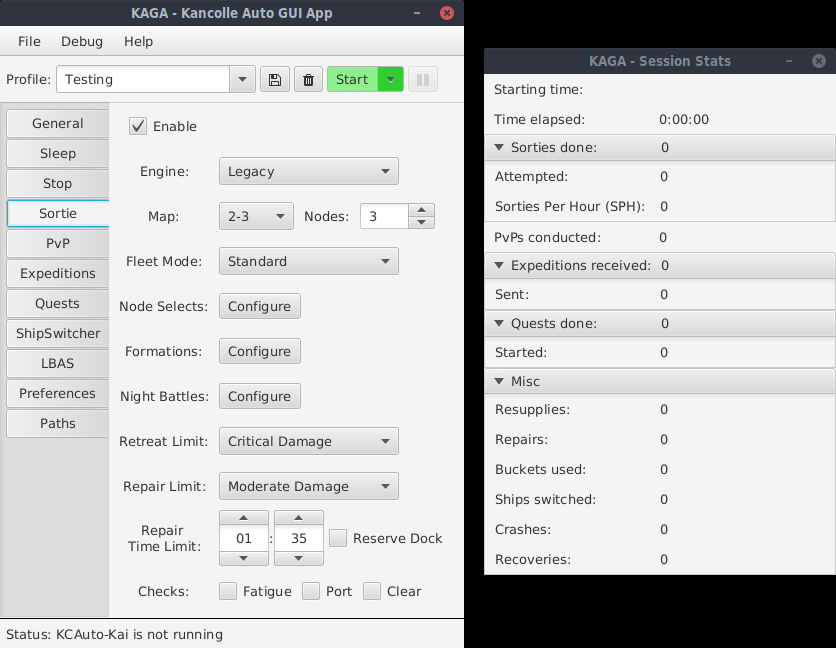 KAGA - Kancolle Auto GUI App
File Debug Help
Profile: Testing Start
General
Sleep
Stop
Sortie
PvP
Expeditions
Quests
ShipSwitcher
LBAS
Preferences
Paths
Enable
Engine: Legacy
Map: 2-3 Nodes: 3
Fleet Mode: Standard
Node Selects: Configure
Formations: Configure
Night Battles: Configure
Retreat Limit: Critical Damage
Repair Limit: Moderate Damage
Repair
Time Limit: 01 : 35 Reserve Dock
Checks: Fatigue Port Clear
Status: KCAuto-Kai is not running
KAGA - Session Stats
Starting time:
Time elapsed: 0:00:00
Sorties done: 0
Attempted: 0
Sorties Per Hour (SPH): 0
PvPs conducted: 0
Expeditions received: 0
Sent: 0
Quests done: 0
Started: 0
Misc
Resupplies: 0
Repairs: 0
Buckets used: 0
Ships switched: 0
Crashes: 0
Recoveries: 0